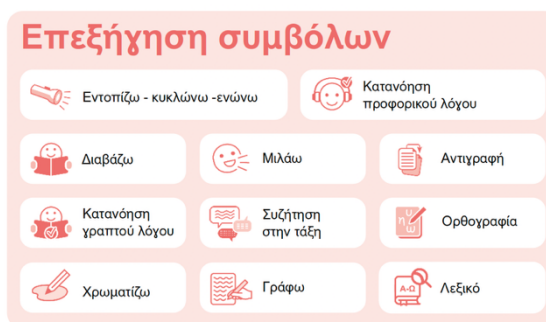 Επεξήγηση συμβόλων
Εντοπίζω - κυκλώνω -ενώνω
Κατανόηση
προφορικού λόγου
Διαβάζω
Μιλάω
Αντιγραφή
Κατανόηση
γραπτού λόγου
Συζήτηση
στην τάξη
Ορθογραφία
Χρωματίζω
Γράφω
Λεξικό
Α-Ω